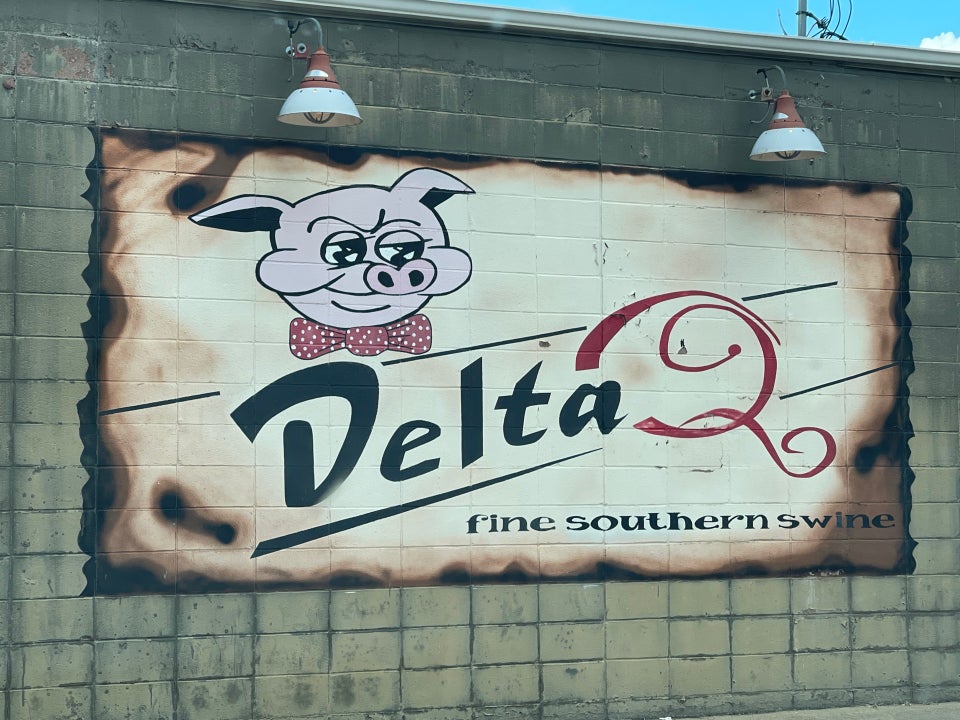 Delta Q
fine southern swine